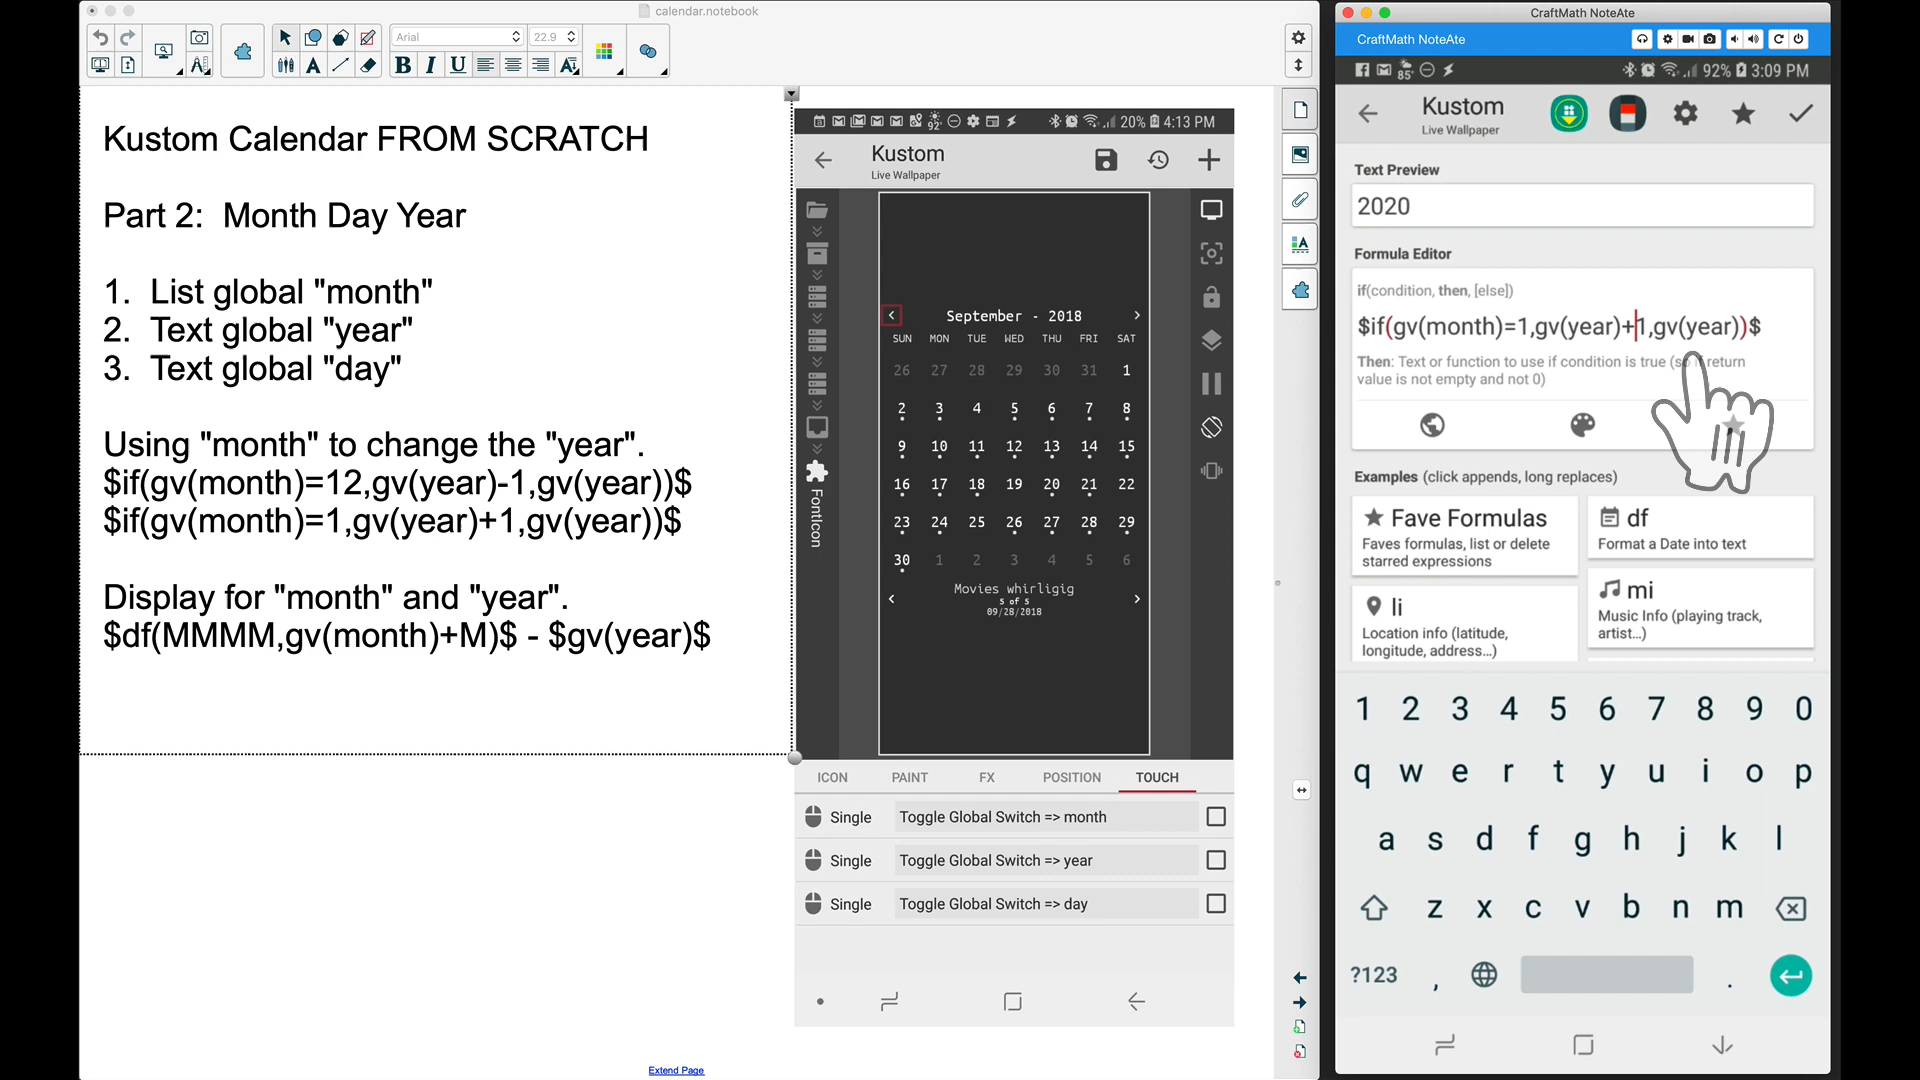 calendar.notebook
Arial
22.9
B I U
Kustom Calendar FROM SCRATCH
Part 2:  Month Day Year
1.  List global "month"
2.  Text global "year"
3.  Text global "day"
Using "month" to change the "year".
$if(gv(month)=12,gv(year)-1,gv(year))$
$if(gv(month)=1,gv(year)+1,gv(year))$
Display for "month" and "year".
$df(MMMM,gv(month)+M)$ - $gv(year)$
Extend Page
92° 20% 4:13 PM
Kustom
Live Wallpaper
FontIcon
September - 2018
SUN MON TUE WED THU FRI SAT
26 27 28 29 30 31 1
2 3 4 5 6 7 8
9 10 11 12 13 14 15
16 17 18 19 20 21 22
23 24 25 26 27 28 29
30 1 2 3 4 5 6
Movies whirligig
5 of 5
09/28/2018
ICON PAINT FX POSITION TOUCH
Single Toggle Global Switch => month
Single Toggle Global Switch => year
Single Toggle Global Switch => day
CraftMath NoteAte
CraftMath NoteAte
85° 92% 3:09 PM
Kustom
Live Wallpaper
Text Preview
2020
Formula Editor
if(condition, then, [else])
$if(gv(month)=1,gv(year)+1,gv(year))$
Then: Text or function to use if condition is true (so if return
value is not empty and not 0)
Examples (click appends, long replaces)
Fave Formulas
Faves formulas, list or delete
starred expressions
df
Format a Date into text
li
Location info (latitude,
longitude, address...)
mi
Music Info (playing track,
artist...)
1 2 3 4 5 6 7 8 9 0
q w e r t y u i o p
a s d f g h j k l
z x c v b n m
?123 , .